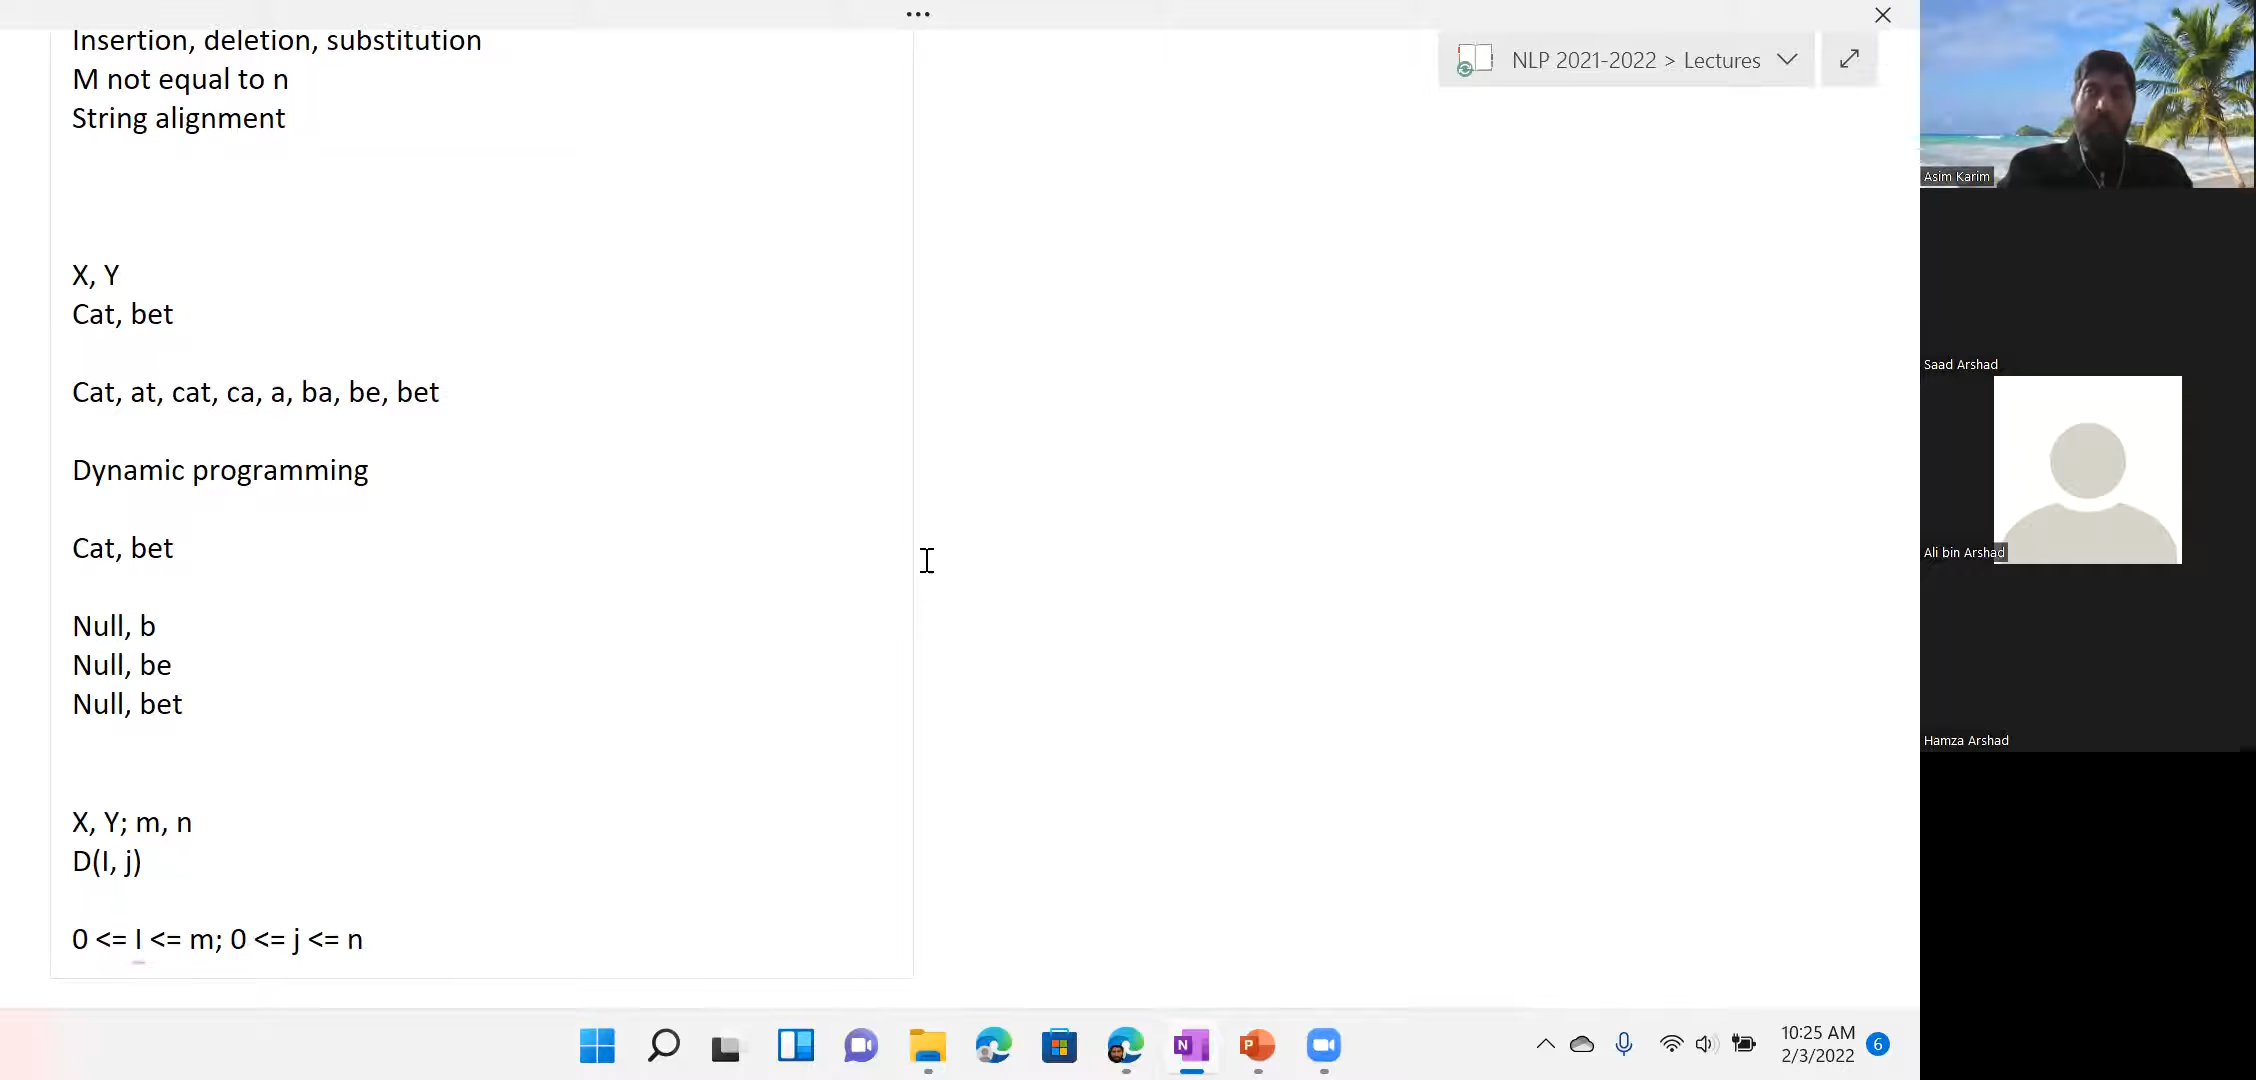 Insertion, deletion, substitution
M not equal to n
String alignment
X, Y
Cat, bet
Cat, at, cat, ca, a, ba, be, bet
Dynamic programming
Cat, bet
Null, b
Null, be
Null, bet
X, Y; m, n
D(I, j)
0 <= I <= m; 0 <= j <= n
NLP 2021-2022 > Lectures
Asim Karim
Saad Arshad
Ali bin Arshad
Hamza Arshad
N
P
10:25 AM
2/3/2022
6